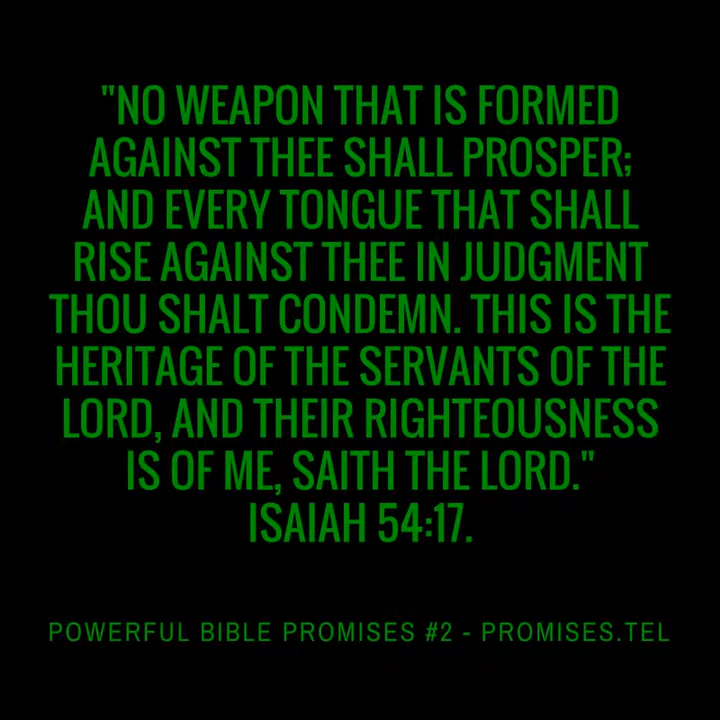 "NO WEAPON THAT IS FORMED
AGAINST THEE SHALL PROSPER;
AND EVERY TONGUE THAT SHALL
RISE AGAINST THEE IN JUDGMENT
THOU SHALT CONDEMN. THIS IS THE
HERITAGE OF THE SERVANTS OF THE
LORD, AND THEIR RIGHTEOUSNESS
IS OF ME, SAITH THE LORD."
ISAIAH 54:17.
POWERFUL BIBLE PROMISES #2 - PROMISES.TEL